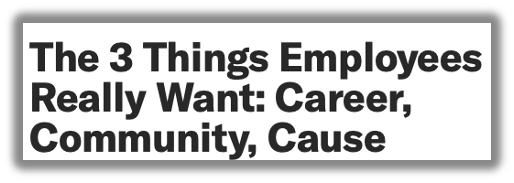 The 3 Things Employees
Really Want: Career,
Community, Cause